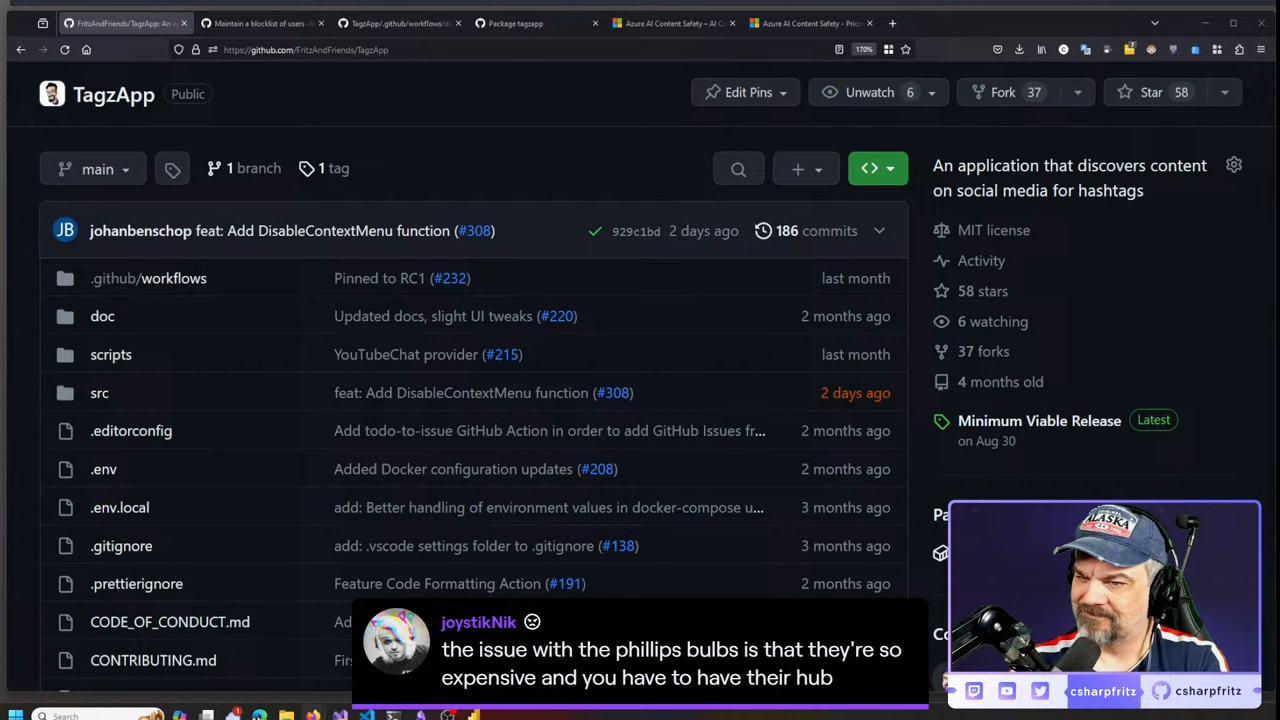 FritzAndFriends/TagzApp: An a
Maintain a blocklist of users ·
TagzApp/.github/workflows/do
Package tagzapp
Azure AI Content Safety – AI C
Azure AI Content Safety - Prici
https://github.com/FritzAndFriends/TagzApp
170%
TagzApp Public
Edit Pins
Unwatch 6
Fork 37
Star 58
main
1 branch
1 tag
An application that discovers content
on social media for hashtags
JB johanbenschop feat: Add DisableContextMenu function (#308) 929c1bd 2 days ago 186 commits
MIT license
Activity
58 stars
6 watching
37 forks
4 months old
Minimum Viable Release Latest
on Aug 30
.github/workflows Pinned to RC1 (#232) last month
doc Updated docs, slight UI tweaks (#220) 2 months ago
scripts YouTubeChat provider (#215) last month
src feat: Add DisableContextMenu function (#308) 2 days ago
.editorconfig Add todo-to-issue GitHub Action in order to add GitHub Issues fr... 2 months ago
.env Added Docker configuration updates (#208) 2 months ago
.env.local add: Better handling of environment values in docker-compose u... 3 months ago
.gitignore add: .vscode settings folder to .gitignore (#138) 3 months ago
.prettierignore Feature Code Formatting Action (#191) 2 months ago
CODE_OF_CONDUCT.md
CONTRIBUTING.md
joystikNik
the issue with the phillips bulbs is that they're so
expensive and you have to have their hub
ALASKA
csharpfritz
csharpfritz
Search